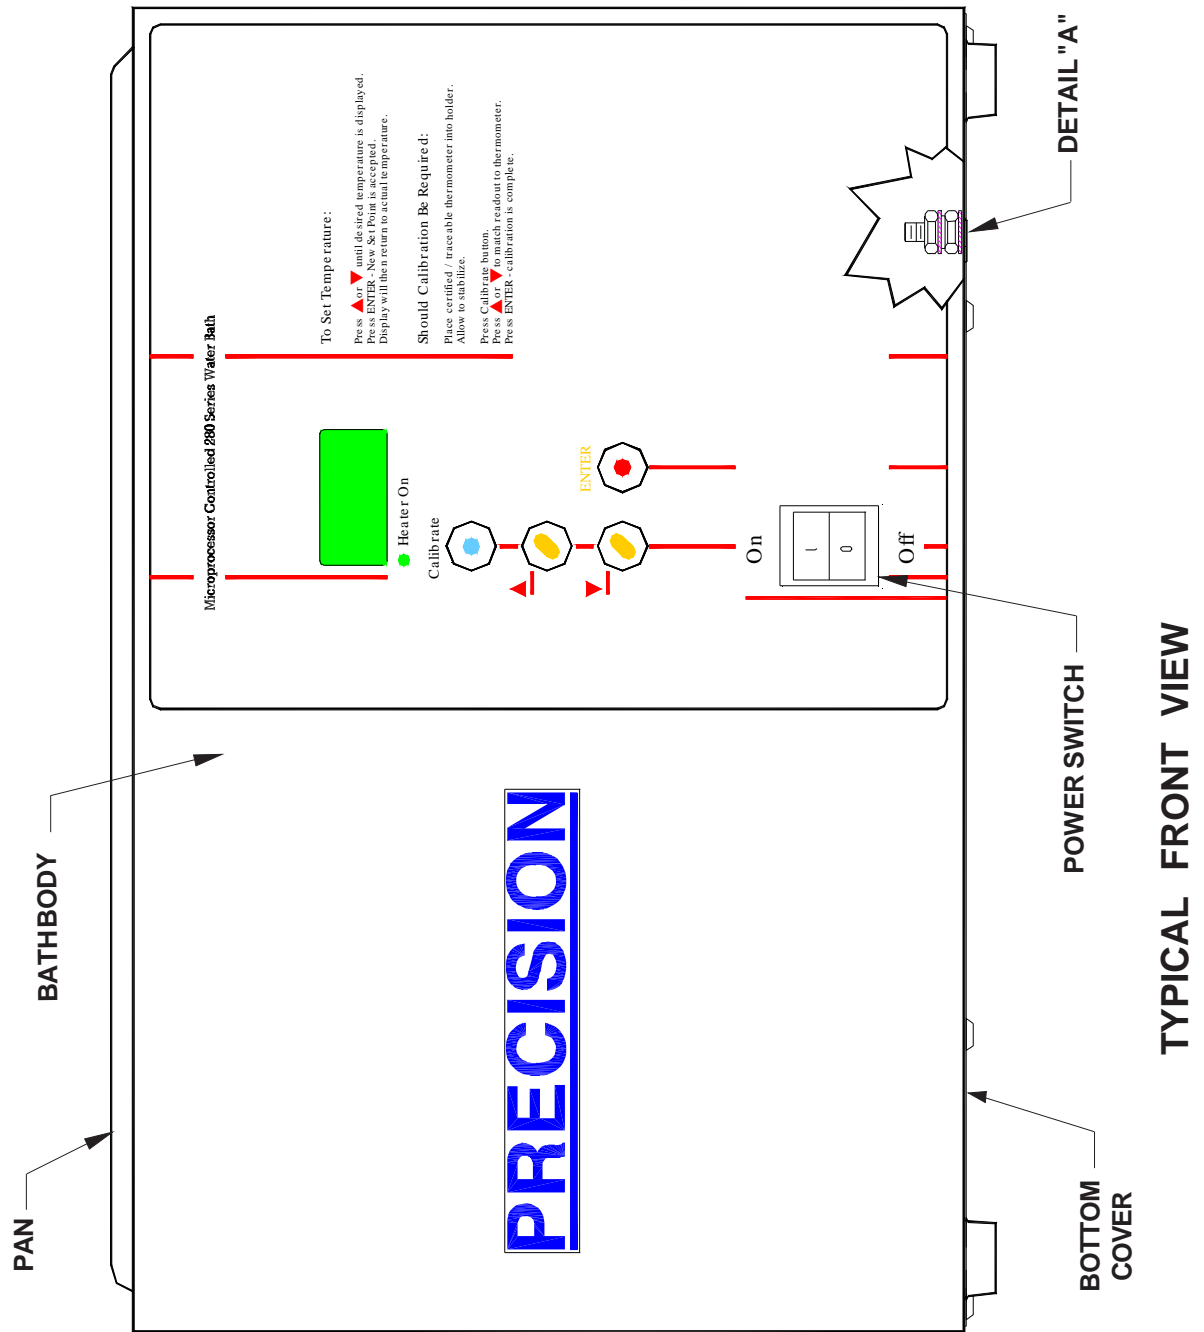 PAN
BATHBODY
PRECISION
Microprocessor Controlled 280 Series Water Bath
Heater On
Calibrate
ENTER
On
I
O
Off
To Set Temperature:
Press ▲ or ▼ until desired temperature is displayed.
Press ENTER - New Set Point is accepted.
Display will then return to actual temperature.
Should Calibration Be Required:
Place certified / traceable thermometer into holder.
Allow to stabilize.
Press Calibrate button.
Press ▲ or ▼ to match readout to thermometer.
Press ENTER - calibration is complete.
BOTTOM
COVER
POWER SWITCH
DETAIL "A"
TYPICAL FRONT VIEW